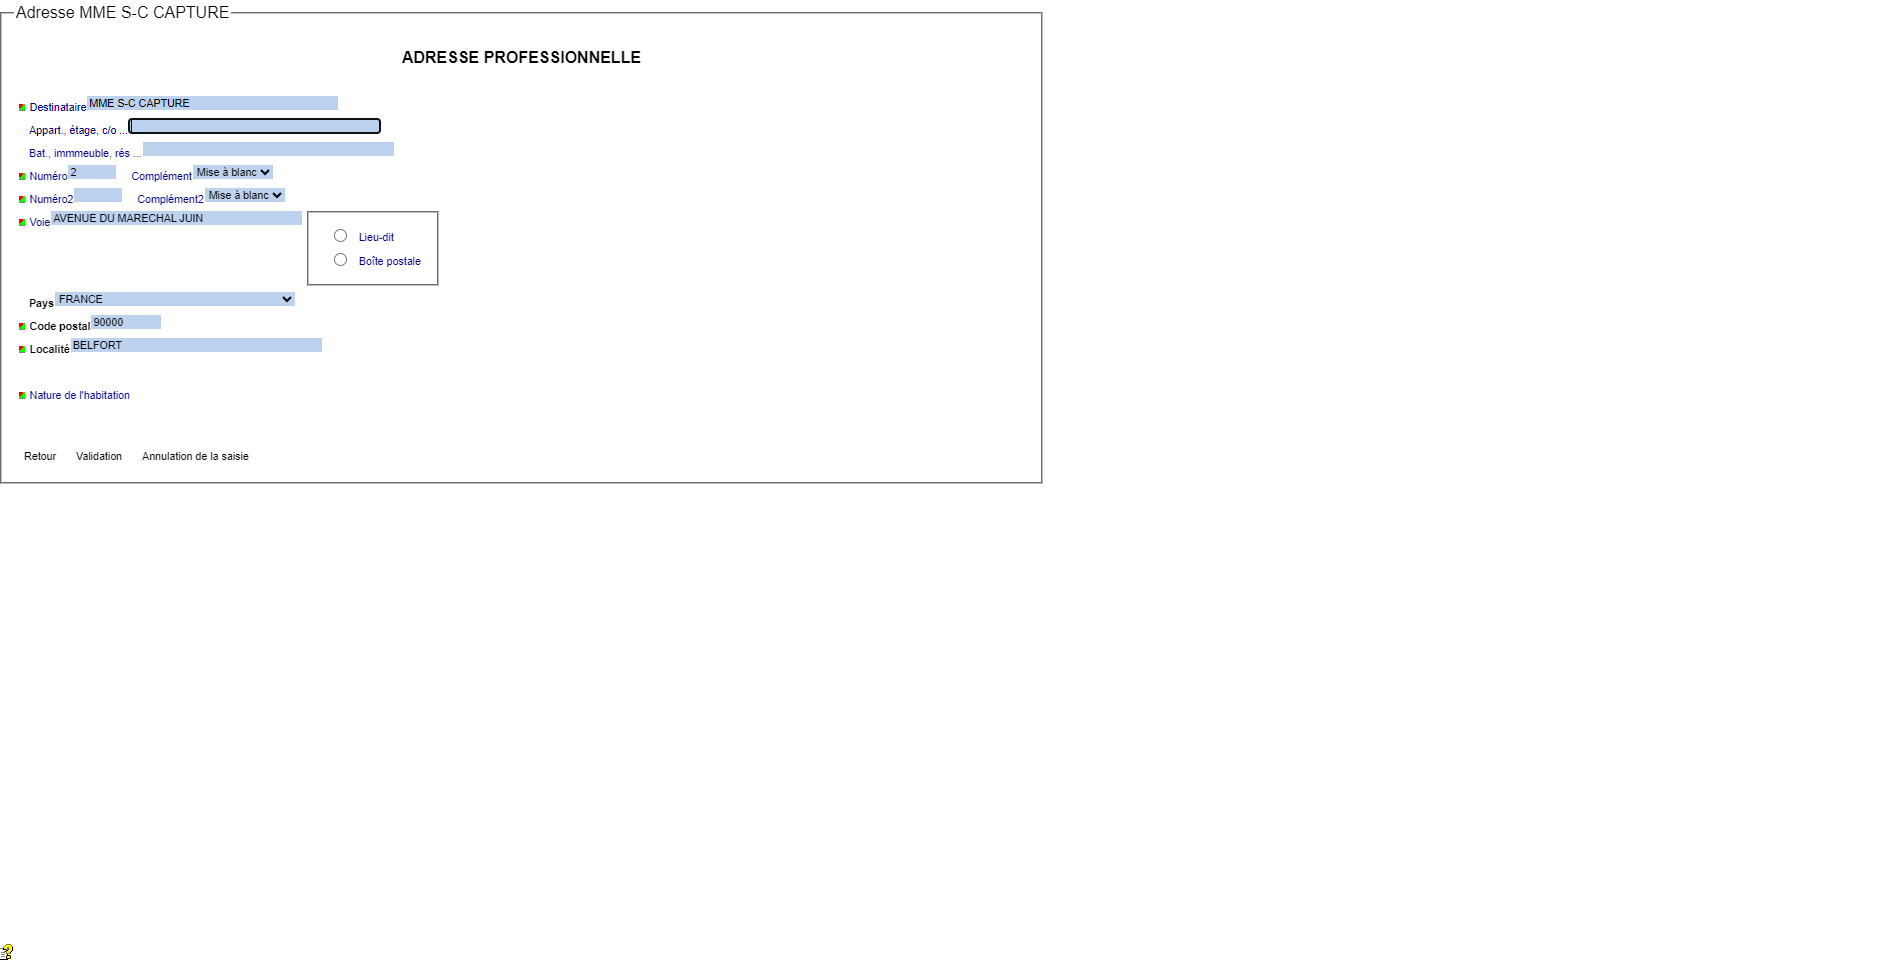 Adresse MME S-C CAPTURE
ADRESSE PROFESSIONNELLE
Destinataire MME S-C CAPTURE
Appart., étage, c/o ...
Bat., immmeuble, rés ...
Numéro 2 Complément Mise à blanc
Numéro2 Complément2 Mise à blanc
Voie AVENUE DU MARECHAL JUIN
Lieu-dit
Boîte postale
Pays FRANCE
Code postal 90000
Localité BELFORT
Nature de l'habitation
Retour Validation Annulation de la saisie